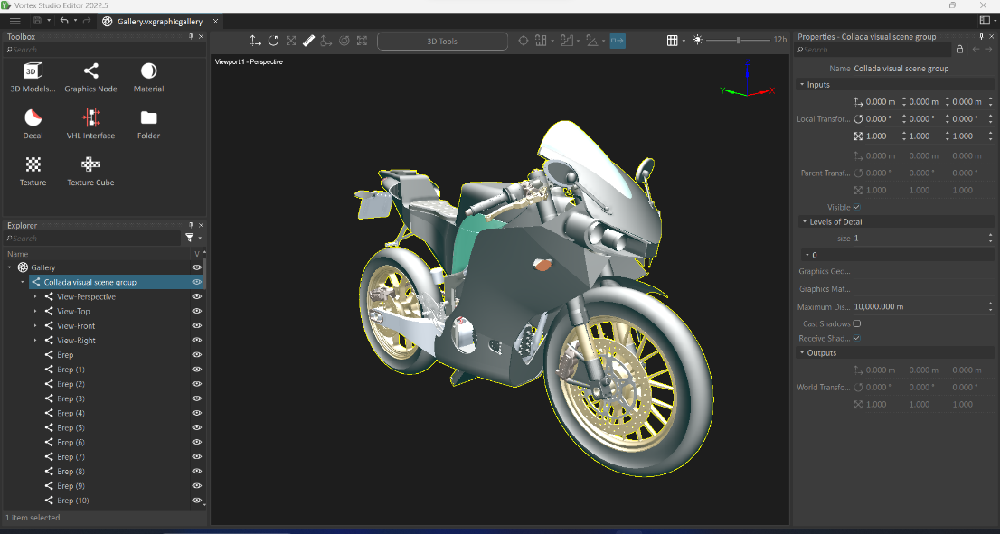 Vortex Studio Editor 2022.5
Gallery.vxgraphicgallery
Toolbox
Search
3D
3D Models...
Graphics Node
Material
Decal
VHL Interface
Folder
Texture
Texture Cube
Explorer
Search
Name V
Gallery
Collada visual scene group
View-Perspective
View-Top
View-Front
View-Right
Brep
Brep (1)
Brep (2)
Brep (3)
Brep (4)
Brep (5)
Brep (6)
Brep (7)
Brep (8)
Brep (9)
Brep (10)
1 Item selected
3D Tools
12h
Viewport 1 - Perspective
Y X
Properties - Collada visual scene group
Search
Name Collada visual scene group
Inputs
0.000 m 0.000 m 0.000 m
Local Transfor... 0.000 ° 0.000 ° 0.000 °
1.000 1.000 1.000
0.000 m 0.000 m 0.000 m
Parent Transf... 0.000 ° 0.000 ° 0.000 °
1.000 1.000 1.000
Visible
Levels of Detail
size 1
0
Graphics Geo...
Graphics Mat...
Maximum Dis... 10,000.000 m
Cast Shadows
Receive Shad...
Outputs
0.000 m 0.000 m 0.000 m
World Transfo... 0.000 ° 0.000 ° 0.000 °
1.000 1.000 1.000